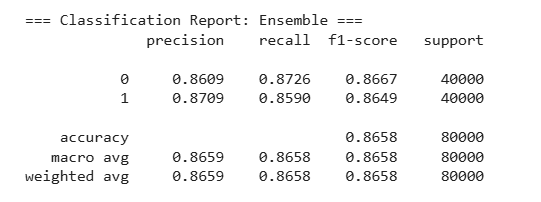 === Classification Report: Ensemble ===
precision recall f1-score support
0 0.8609 0.8726 0.8667 40000
1 0.8709 0.8590 0.8649 40000
accuracy 0.8658 80000
macro avg 0.8659 0.8658 0.8658 80000
weighted avg 0.8659 0.8658 0.8658 80000